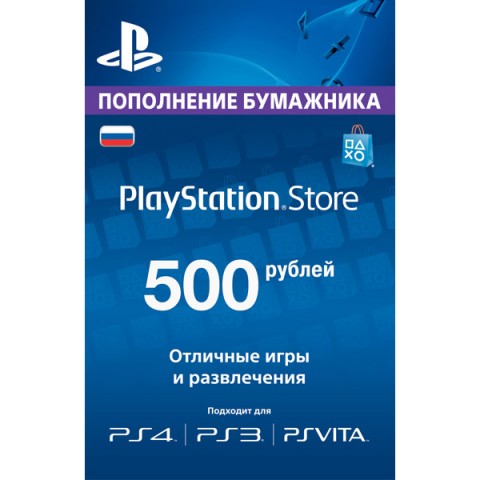 ПОПОЛНЕНИЕ БУМАЖНИКА
PlayStation®Store
500 рублей
Отличные игры
и развлечения
Подходит для
PS4 | PS3 | PSVITA